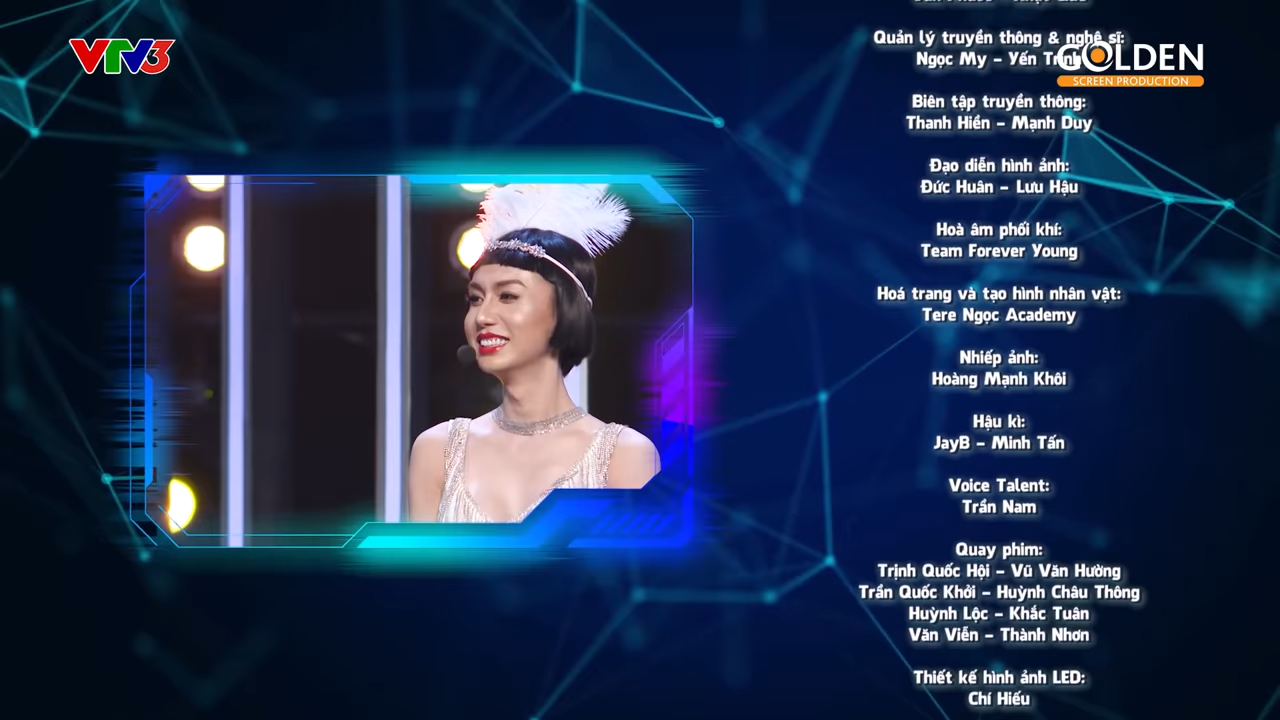 VTV3
Quản lý truyền thông & nghệ sĩ:
Ngọc My – Yến Trinh
GOLDEN
SCREEN PRODUCTION
Biên tập truyền thông:
Thanh Hiền – Mạnh Duy
Đạo diễn hình ảnh:
Đức Huân – Lưu Hậu
Hoà âm phối khí:
Team Forever Young
Hoá trang và tạo hình nhân vật:
Tere Ngọc Academy
Nhiếp ảnh:
Hoàng Mạnh Khôi
Hậu kì:
JayB – Minh Tấn
Voice Talent:
Trần Nam
Quay phim:
Trịnh Quốc Hội – Vũ Văn Hường
Trần Quốc Khởi – Huỳnh Châu Thông
Huỳnh Lộc – Khắc Tuân
Văn Viễn – Thành Nhơn
Thiết kế hình ảnh LED:
Chí Hiếu